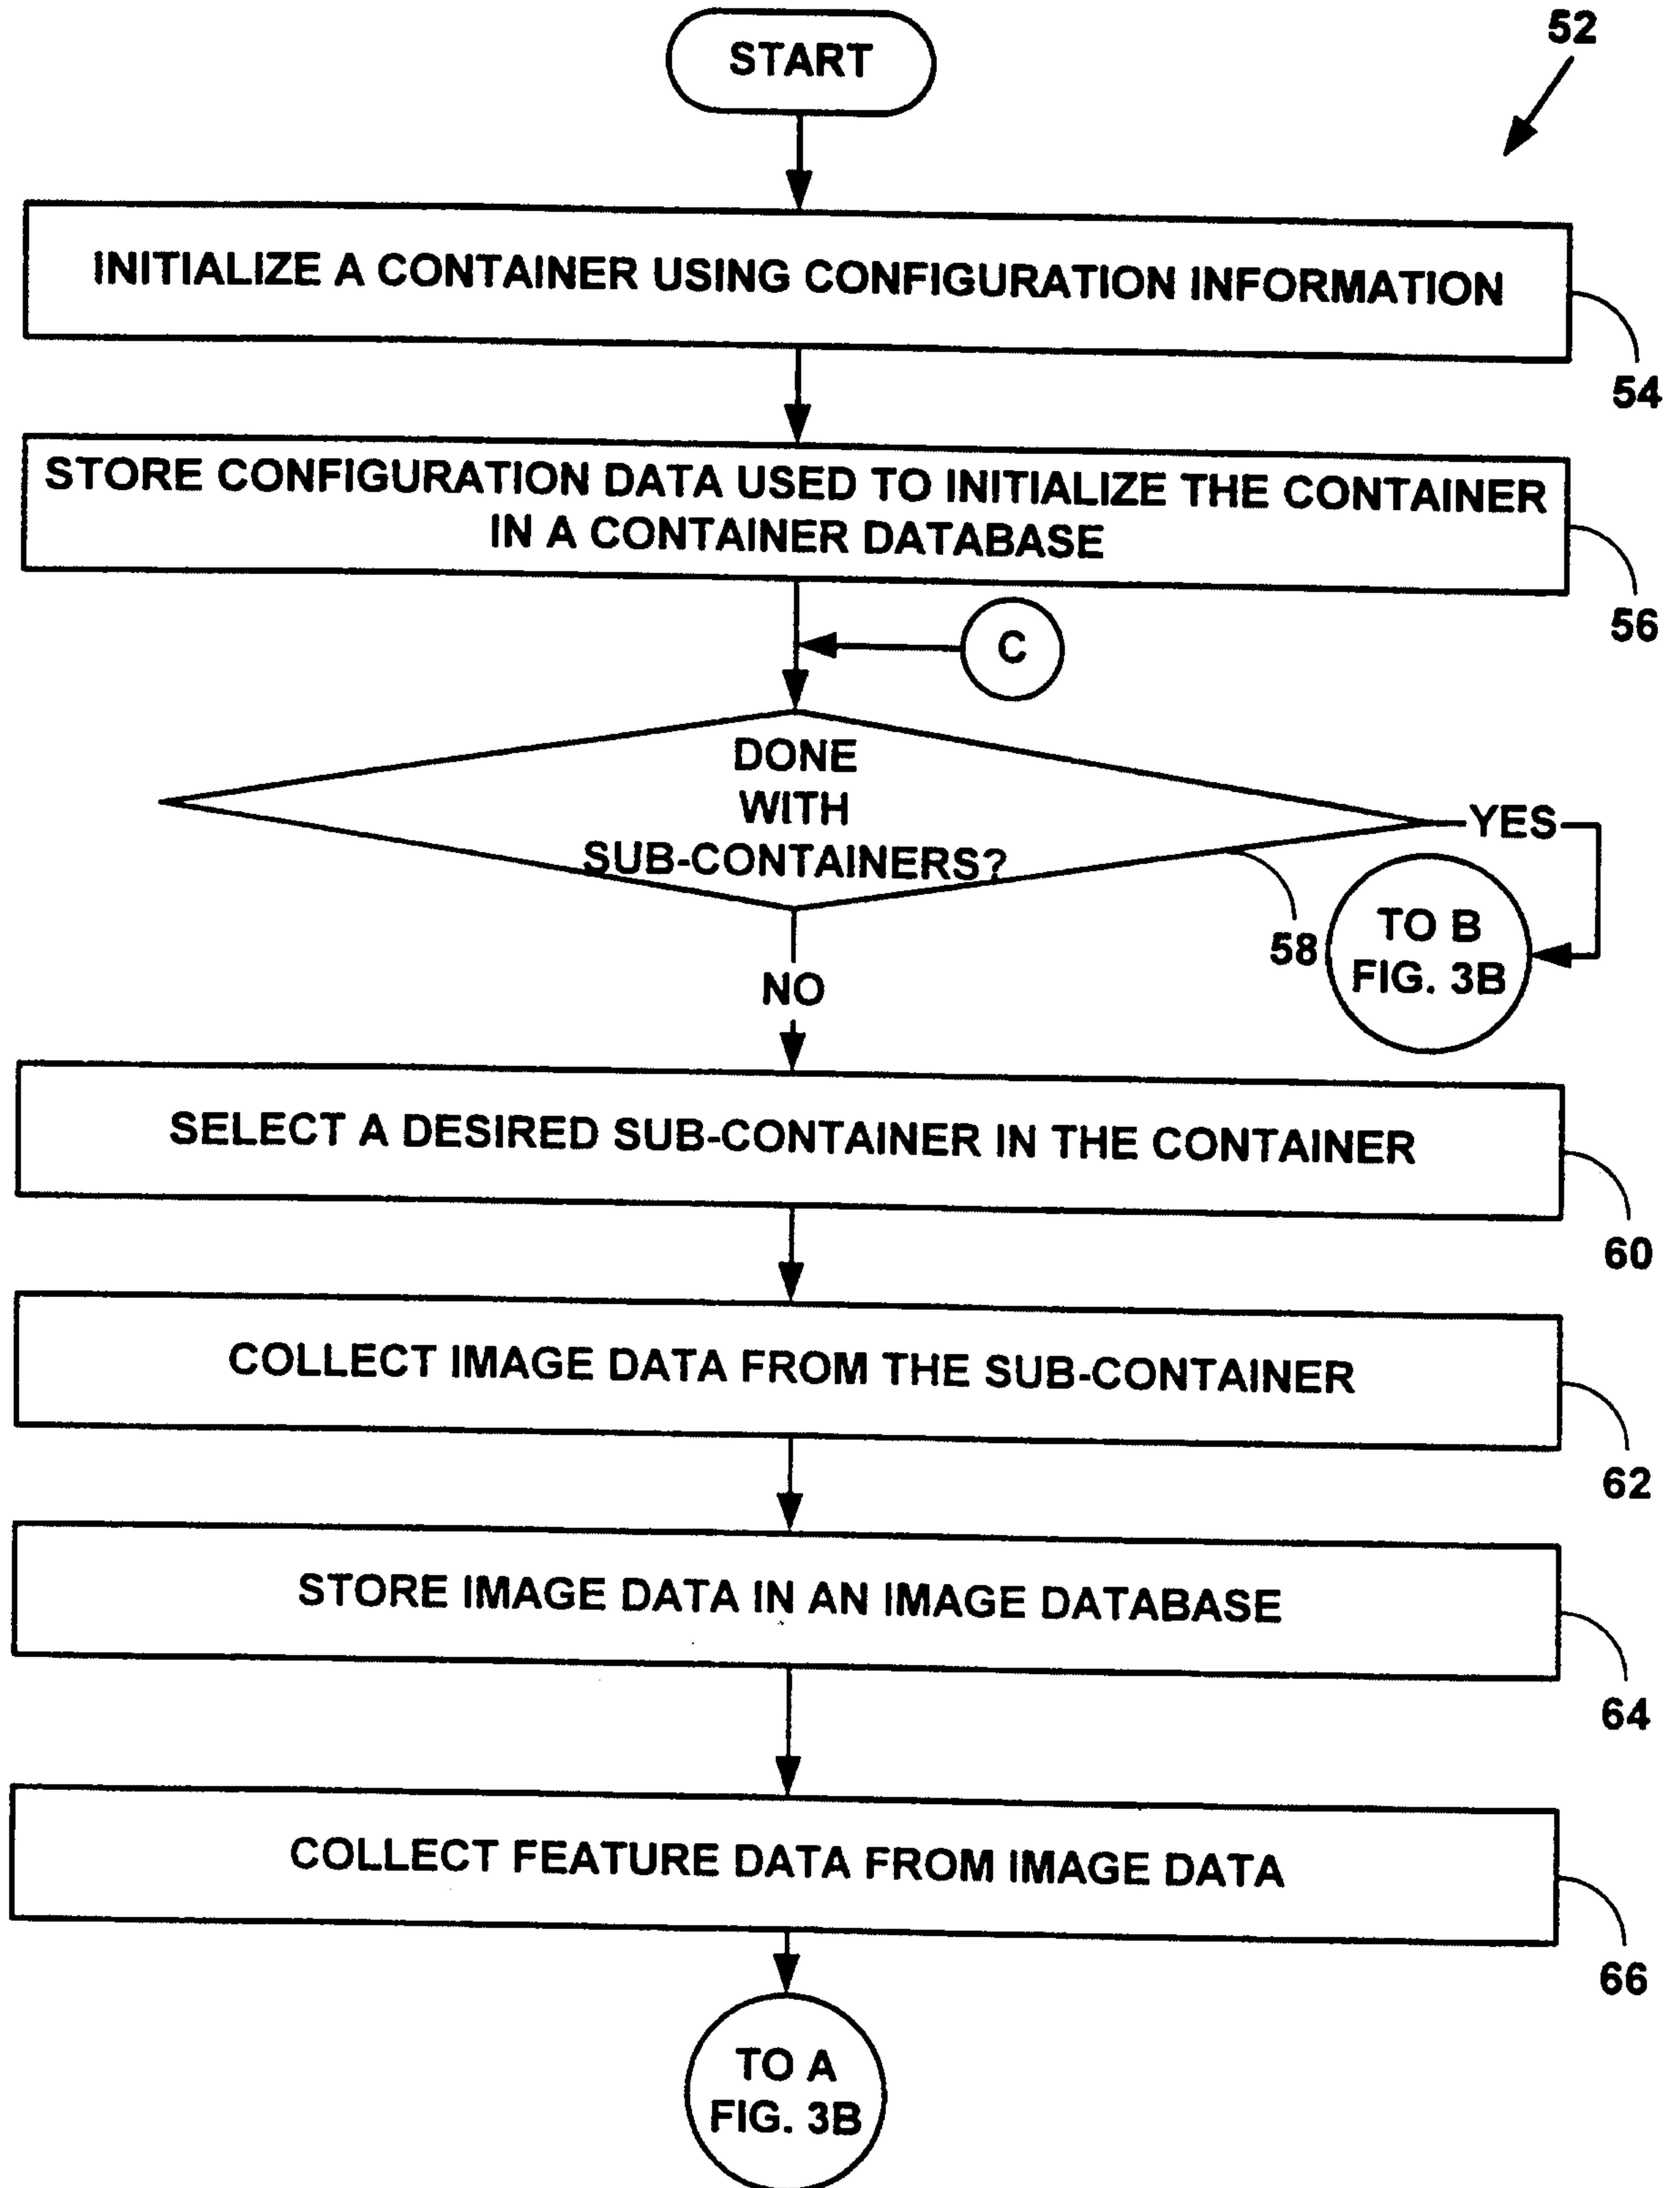 START
52
INITIALIZE A CONTAINER USING CONFIGURATION INFORMATION
54
STORE CONFIGURATION DATA USED TO INITIALIZE THE CONTAINER
IN A CONTAINER DATABASE
56
C
DONE
WITH
SUB-CONTAINERS?
YES
58
TO B
FIG. 3B
NO
SELECT A DESIRED SUB-CONTAINER IN THE CONTAINER
60
COLLECT IMAGE DATA FROM THE SUB-CONTAINER
62
STORE IMAGE DATA IN AN IMAGE DATABASE
64
COLLECT FEATURE DATA FROM IMAGE DATA
66
TO A
FIG. 3B